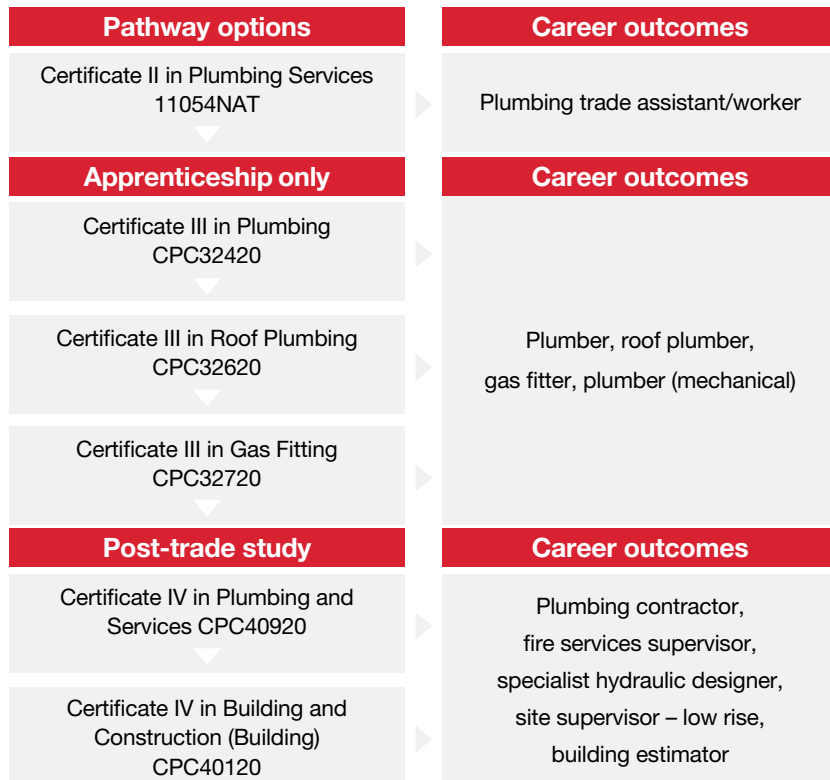 Pathway options
Career outcomes
Certificate II in Plumbing Services
11054NAT
Plumbing trade assistant/worker
Apprenticeship only
Career outcomes
Certificate III in Plumbing
CPC32420
Certificate III in Roof Plumbing
CPC32620
Certificate III in Gas Fitting
CPC32720
Plumber, roof plumber,
gas fitter, plumber (mechanical)
Post-trade study
Career outcomes
Certificate IV in Plumbing and
Services CPC40920
Certificate IV in Building and
Construction (Building)
CPC40120
Plumbing contractor,
fire services supervisor,
specialist hydraulic designer,
site supervisor – low rise,
building estimator